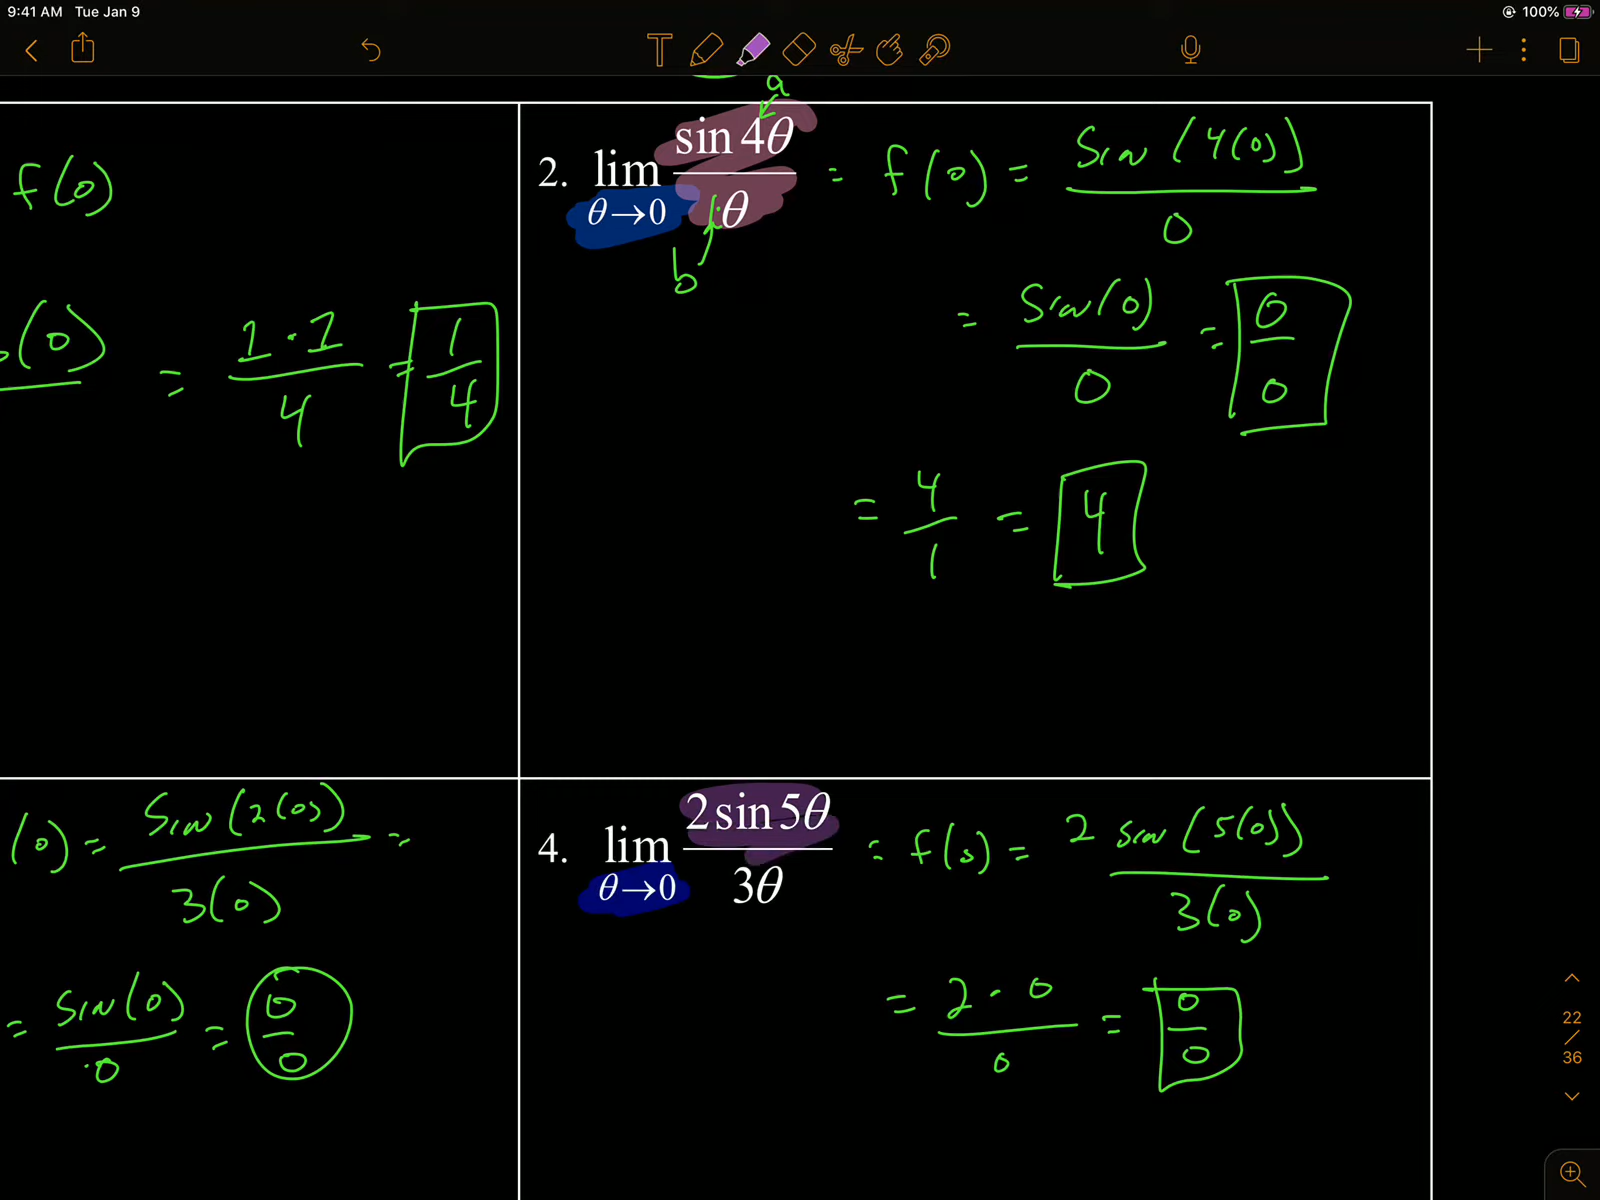 9:41 AM Tue Jan 9
100%
T
a
f(0)
(0) = 1·1/4 = 1/4
2. lim θ→0 sin 4θ / 1·θ = f(0) = sin(4(0)) / 0
b
= sin(0)/0 = 0/0
= 4/1 = 4
(0) = sin(2(0)) / 3(0) =
= sin(0)/0 = 0/0
4. lim θ→0 2 sin 5θ / 3θ = f(0) = 2 sin(5(0)) / 3(0)
= 2·0/0 = 0/0
22
/
36